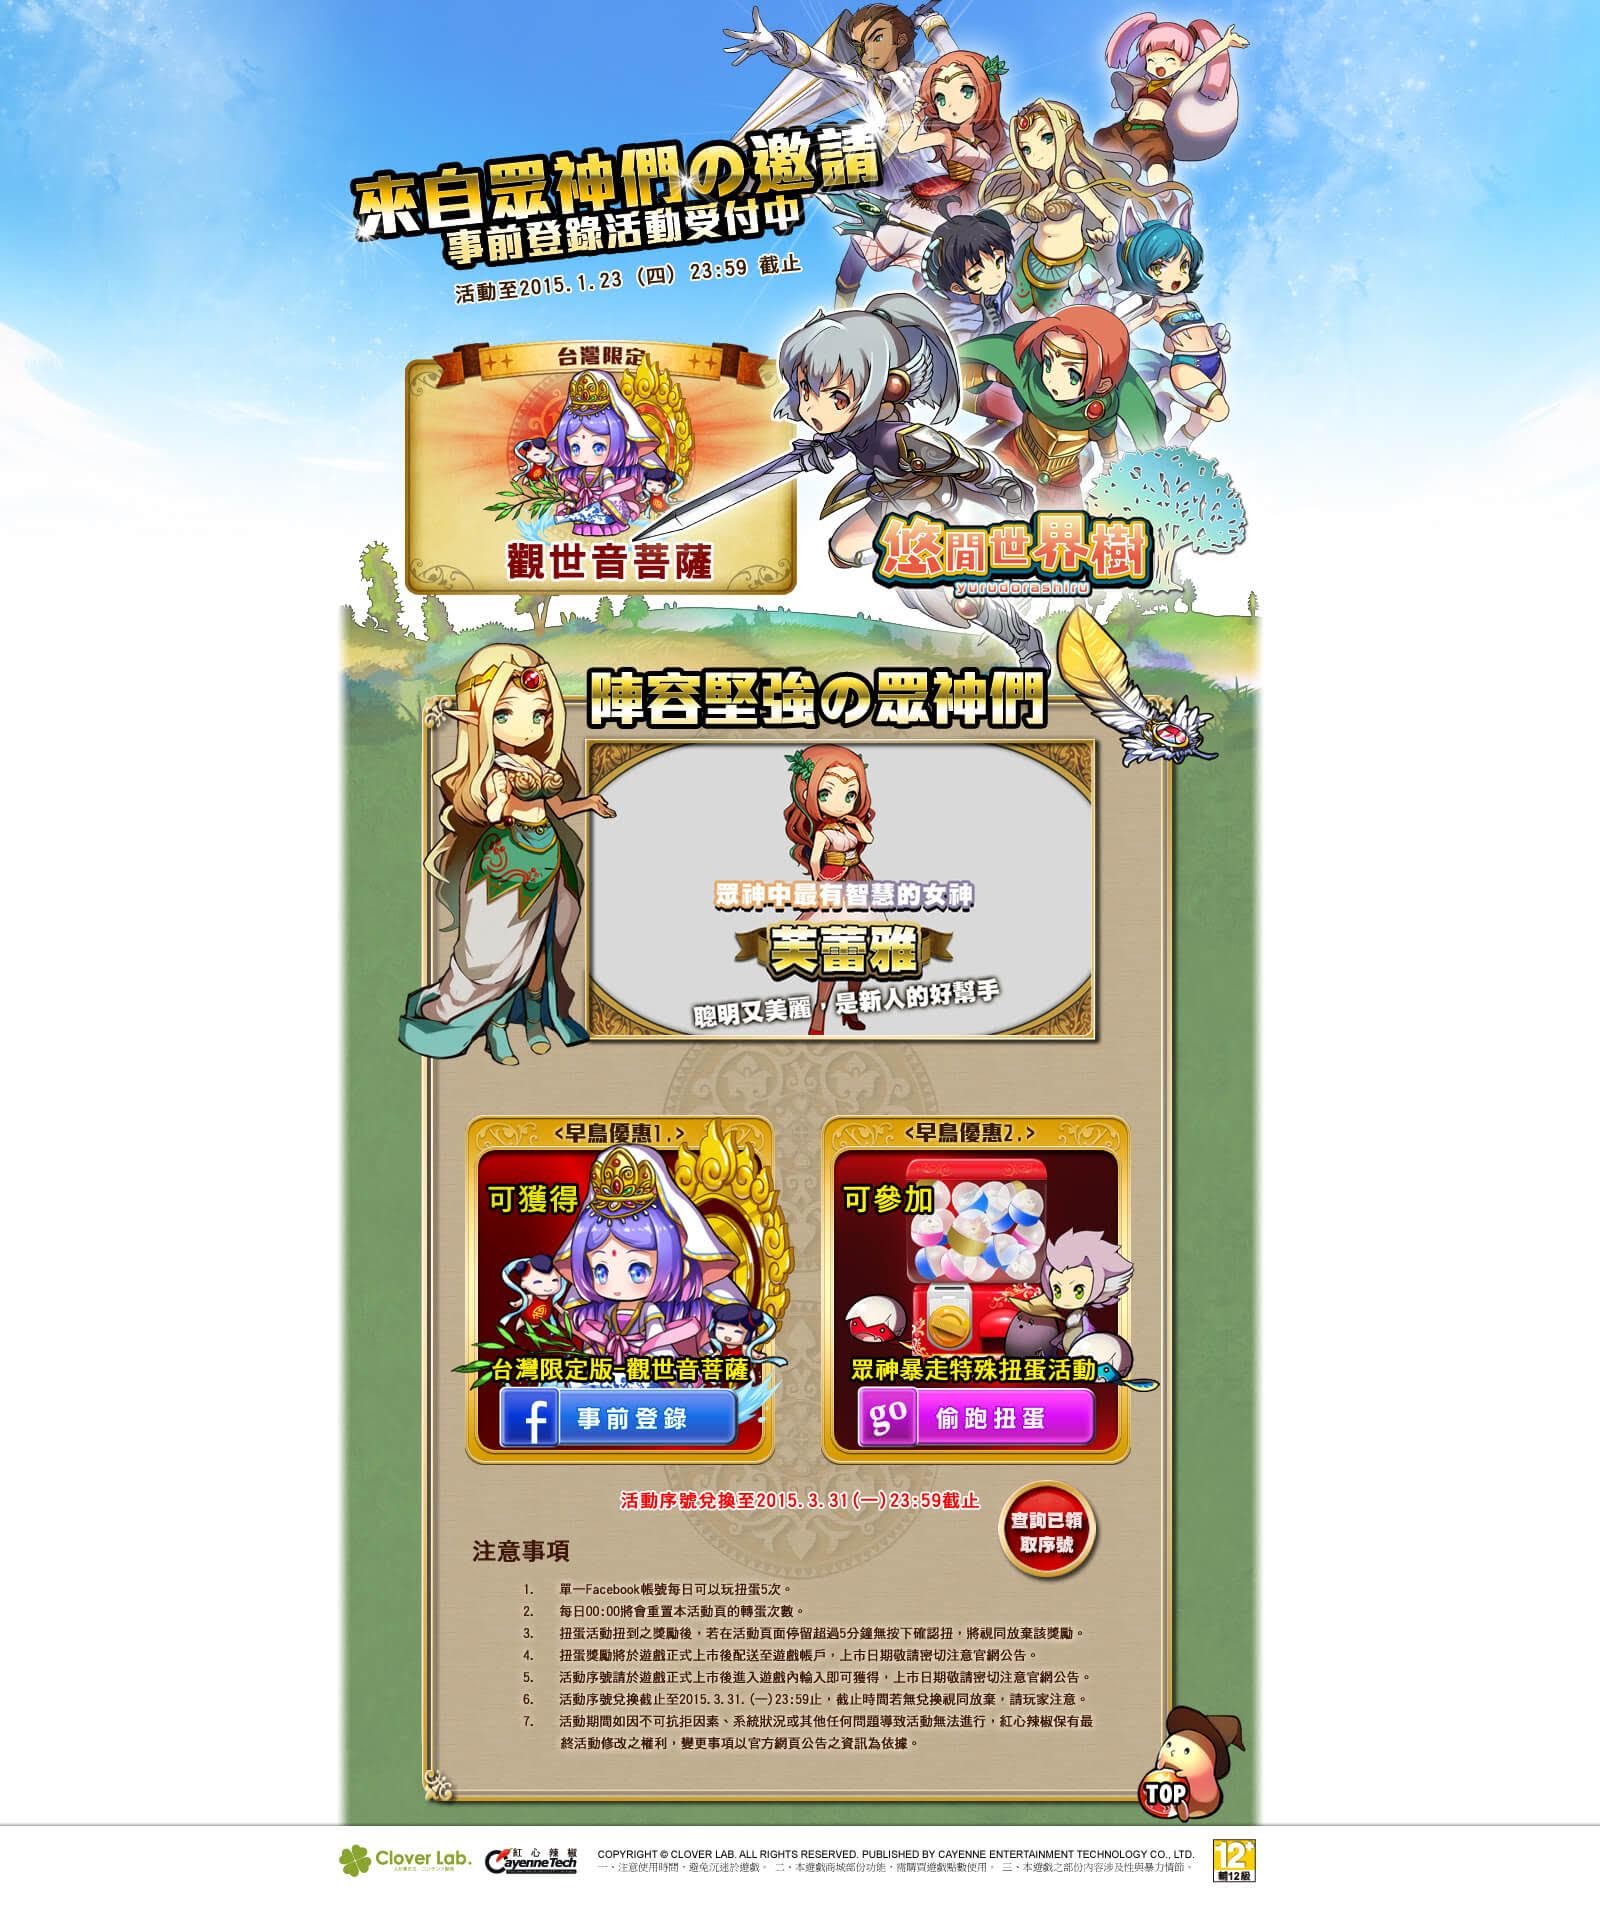 來自眾神們の邀請
事前登錄活動受付中
活動至2015.1.23 (四) 23:59 截止
台灣限定
觀世音菩薩
悠閒世界樹
yurudorashiru
陣容堅強の眾神們
眾神中最有智慧的女神
芙蕾雅
聰明又美麗，是新人的好幫手
<早鳥優惠1.>
可獲得
台灣限定版-觀世音菩薩
f 事前登錄
<早鳥優惠2.>
可參加
眾神暴走特殊扭蛋活動
go 偷跑扭蛋
活動序號兌換至2015.3.31(一)23:59截止
查詢已領
取序號
注意事項
1. 單一Facebook帳號每日可以玩扭蛋5次。
2. 每日00:00將會重置本活動頁的轉蛋次數。
3. 扭蛋活動扭到之獎勵後，若在活動頁面停留超過5分鐘無按下確認扭，將視同放棄該獎勵。
4. 扭蛋獎勵將於遊戲正式上市後配送至遊戲帳戶，上市日期敬請密切注意官網公告。
5. 活動序號請於遊戲正式上市後進入遊戲內輸入即可獲得，上市日期敬請密切注意官網公告。
6. 活動序號兌換截止至2015.3.31.(一)23:59止，截止時間若無兌換視同放棄，請玩家注意。
7. 活動期間如因不可抗拒因素、系統狀況或其他任何問題導致活動無法進行，紅心辣椒保有最
終活動修改之權利，變更事項以官方網頁公告之資訊為依據。
TOP
Clover Lab.
紅心辣椒
CayenneTech
COPYRIGHT © CLOVER LAB. ALL RIGHTS RESERVED. PUBLISHED BY CAYENNE ENTERTAINMENT TECHNOLOGY CO., LTD.
一、注意使用時間，避免沉迷於遊戲。 二、本遊戲商城部份功能，需購買遊戲點數使用。 三、本遊戲之部份內容涉及性與暴力情節。
12+
輔12級